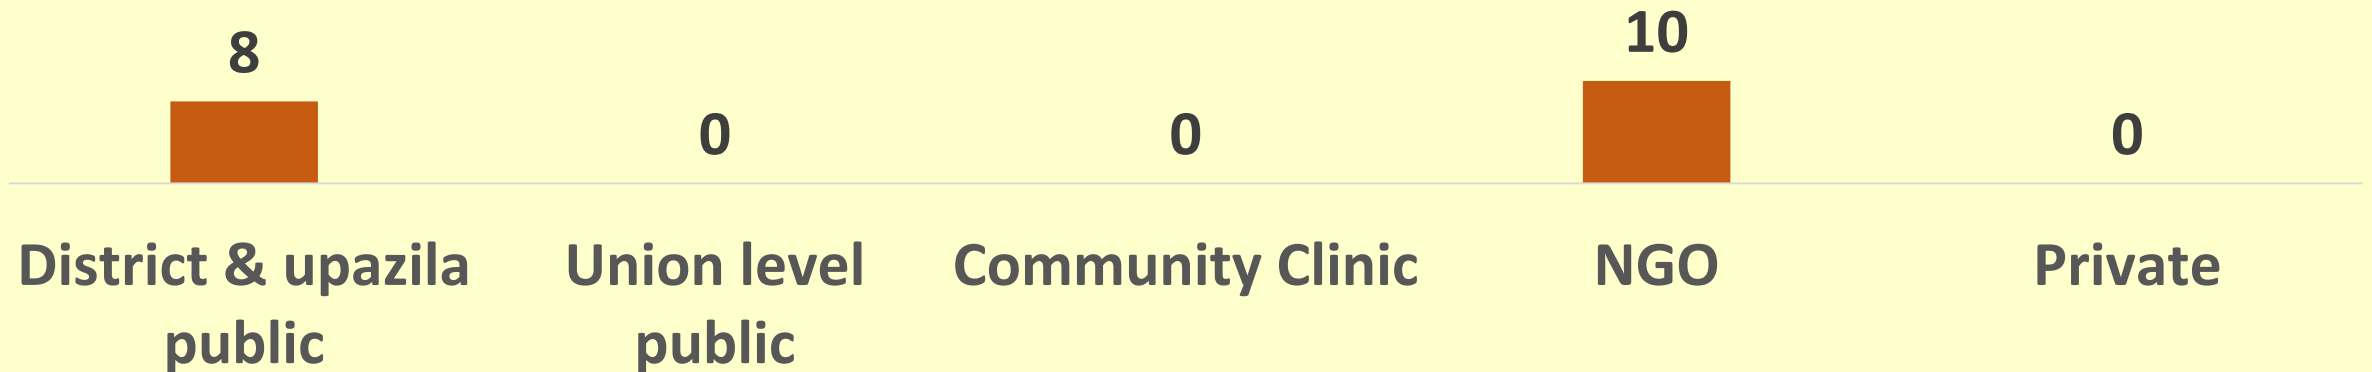 8
0
0
10
0
District & upazila
public
Union level
public
Community Clinic
NGO
Private